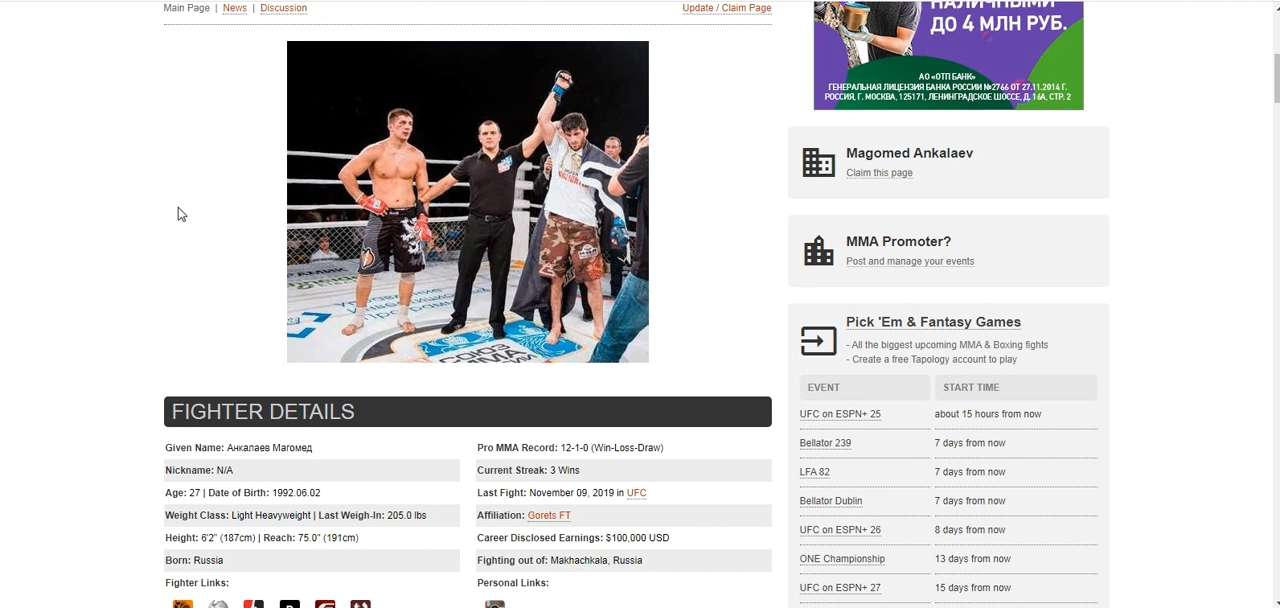 Main Page | News | Discussion
Update / Claim Page
НАЛИЧНЫМИ
ДО 4 МЛН РУБ.
АО «ОТП БАНК»
ГЕНЕРАЛЬНАЯ ЛИЦЕНЗИЯ БАНКА РОССИИ №2766 ОТ 27.11.2014 Г.
РОССИЯ, Г. МОСКВА, 125171, ЛЕНИНГРАДСКОЕ ШОССЕ, Д. 16А, СТР. 2
Magomed Ankalaev
Claim this page
MMA Promoter?
Post and manage your events
Pick 'Em & Fantasy Games
- All the biggest upcoming MMA & Boxing fights
- Create a free Tapology account to play
EVENT START TIME
UFC on ESPN+ 25 about 15 hours from now
Bellator 239 7 days from now
LFA 82 7 days from now
Bellator Dublin 7 days from now
UFC on ESPN+ 26 8 days from now
ONE Championship 13 days from now
UFC on ESPN+ 27 15 days from now
СОЮЗ
ММА
FIGHTER DETAILS
Given Name: Анкалаев Магомед
Nickname: N/A
Age: 27 | Date of Birth: 1992.06.02
Weight Class: Light Heavyweight | Last Weigh-In: 205.0 lbs
Height: 6'2" (187cm) | Reach: 75.0" (191cm)
Born: Russia
Fighter Links:
Pro MMA Record: 12-1-0 (Win-Loss-Draw)
Current Streak: 3 Wins
Last Fight: November 09, 2019 in UFC
Affiliation: Gorets FT
Career Disclosed Earnings: $100,000 USD
Fighting out of: Makhachkala, Russia
Personal Links: